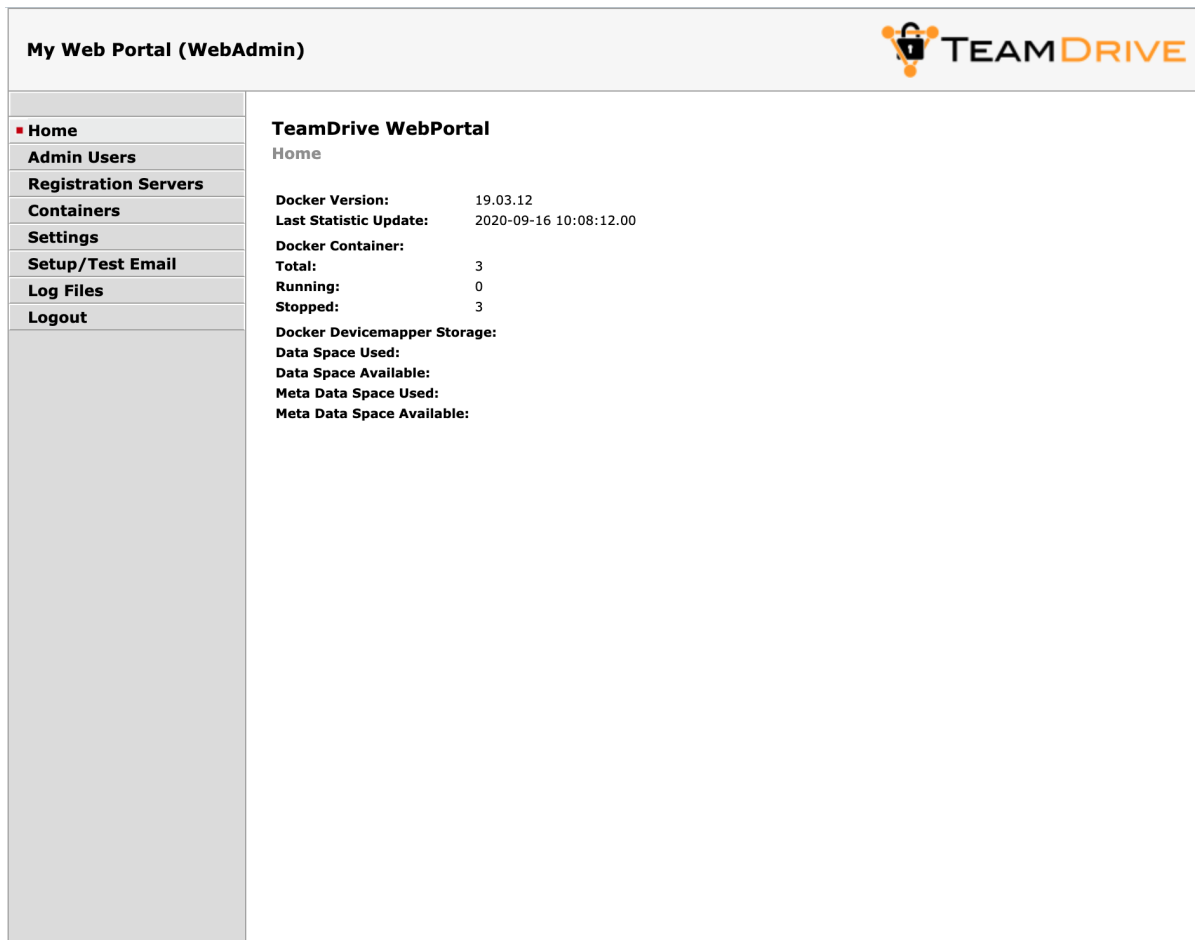 My Web Portal (WebAdmin)
TEAMDRIVE
Home
Admin Users
Registration Servers
Containers
Settings
Setup/Test Email
Log Files
Logout
TeamDrive WebPortal
Home
Docker Version: 19.03.12
Last Statistic Update: 2020-09-16 10:08:12.00
Docker Container:
Total: 3
Running: 0
Stopped: 3
Docker Devicemapper Storage:
Data Space Used:
Data Space Available:
Meta Data Space Used:
Meta Data Space Available: